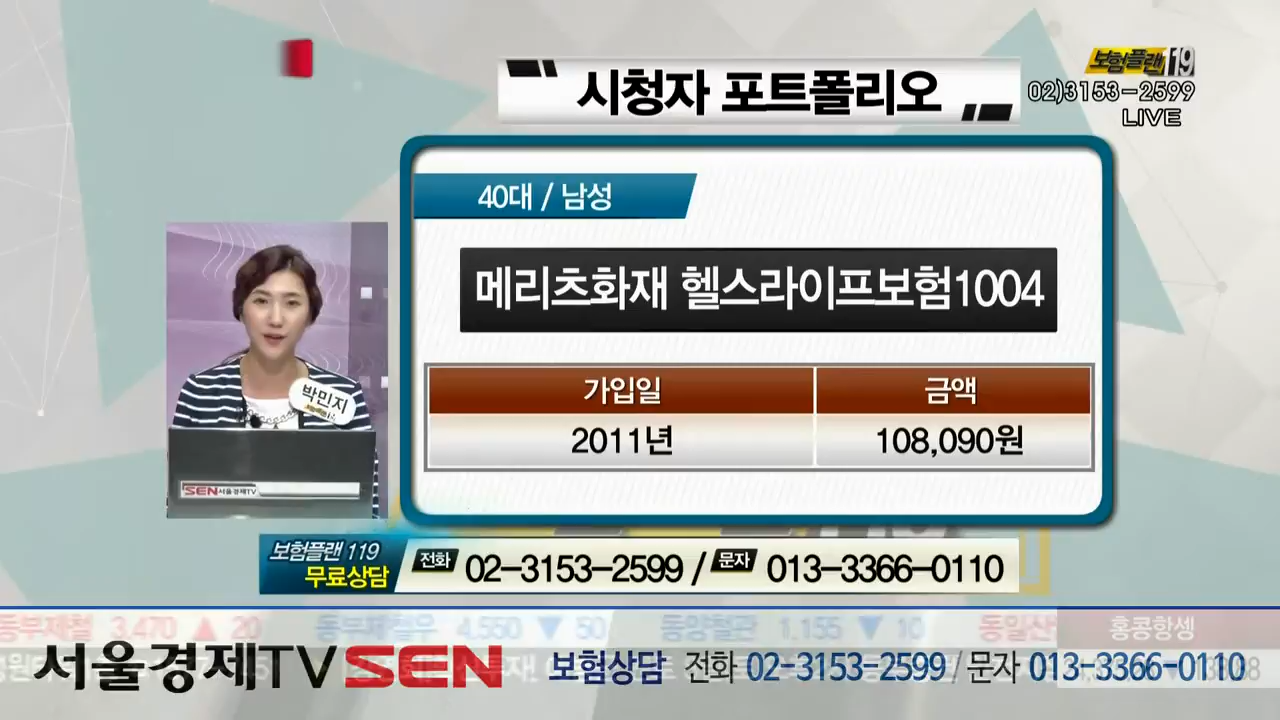 시청자 포트폴리오
보험플랜119
02)3153-2599
LIVE
40대 / 남성
메리츠화재 헬스라이프보험1004
가입일 금액
2011년 108,090원
박민지
SEN서울경제TV
보험플랜 119
무료상담
전화 02-3153-2599 / 문자 013-3366-0110
동부제철 3,470 ▲ 20 동부제철우 4,550 ▼ 50 동양철관 1,155 ▼ 10 동일산 홍콩항셍
서울경제TV SEN 보험상담 전화 02-3153-2599 / 문자 013-3366-0110